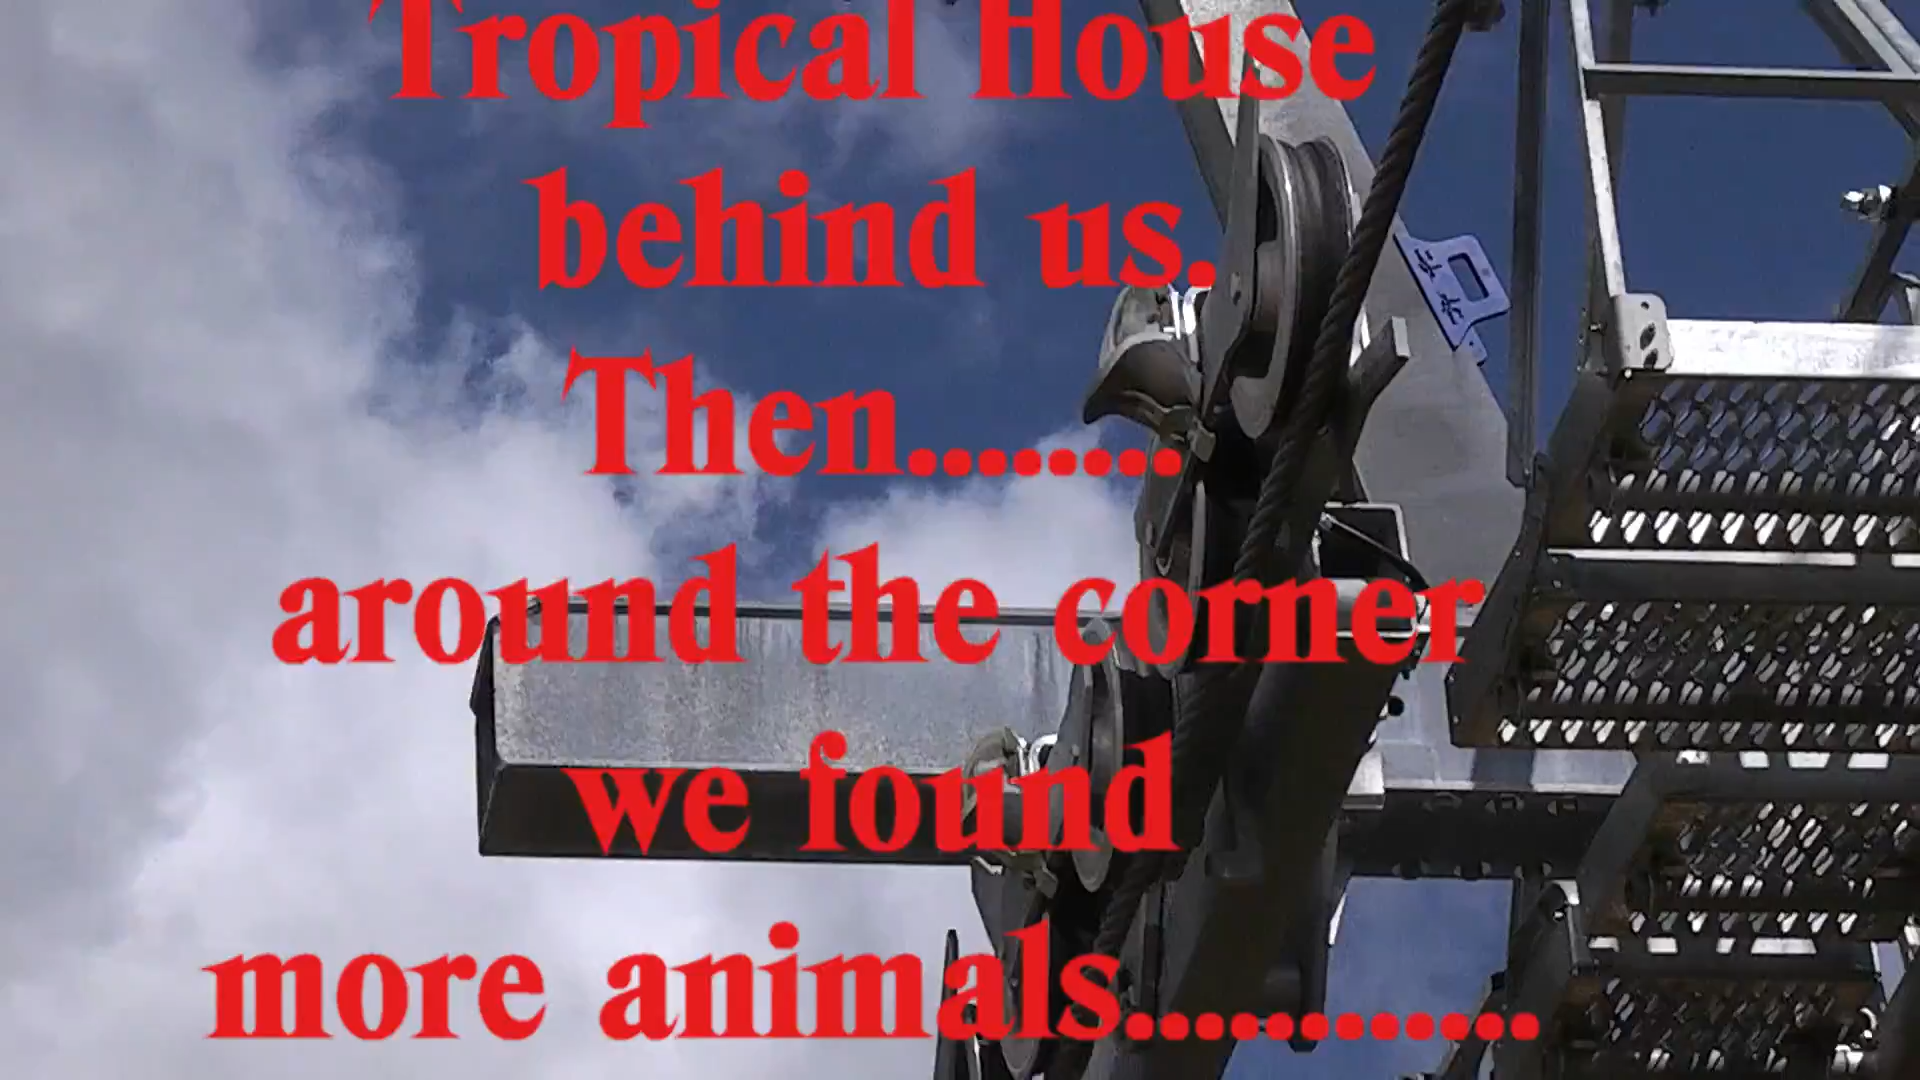 Tropical House
behind us.
Then........
around the corner
we found
more animals............